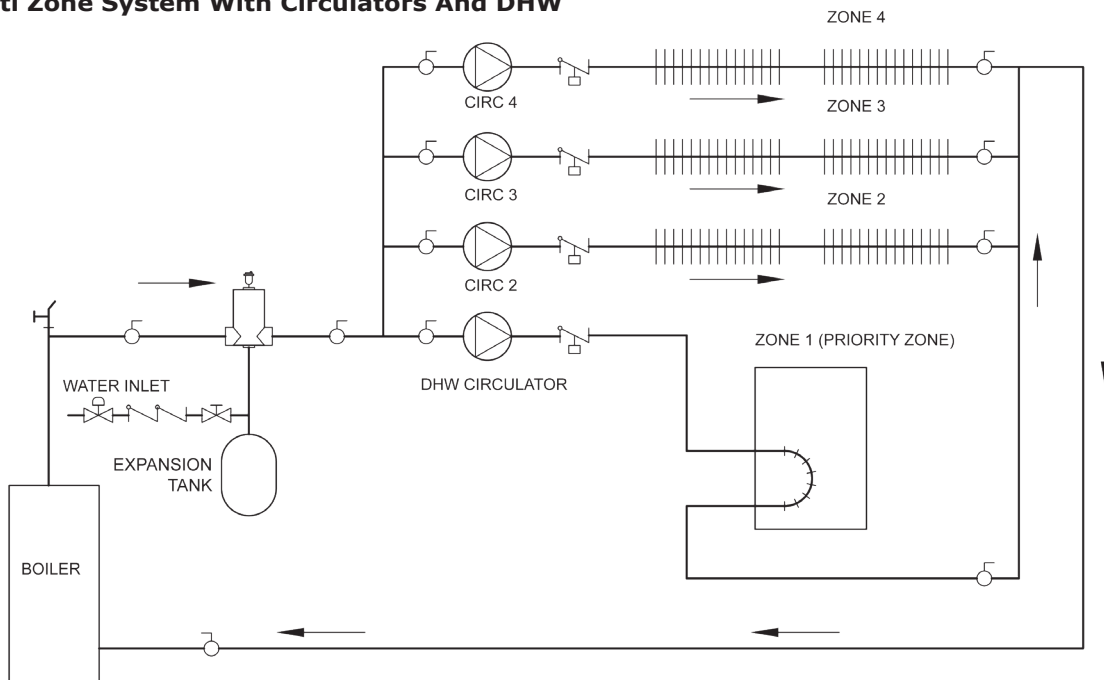 ti Zone System With Circulators And DHW
ZONE 4
CIRC 4
ZONE 3
CIRC 3
ZONE 2
CIRC 2
ZONE 1 (PRIORITY ZONE)
DHW CIRCULATOR
WATER INLET
EXPANSION
TANK
BOILER